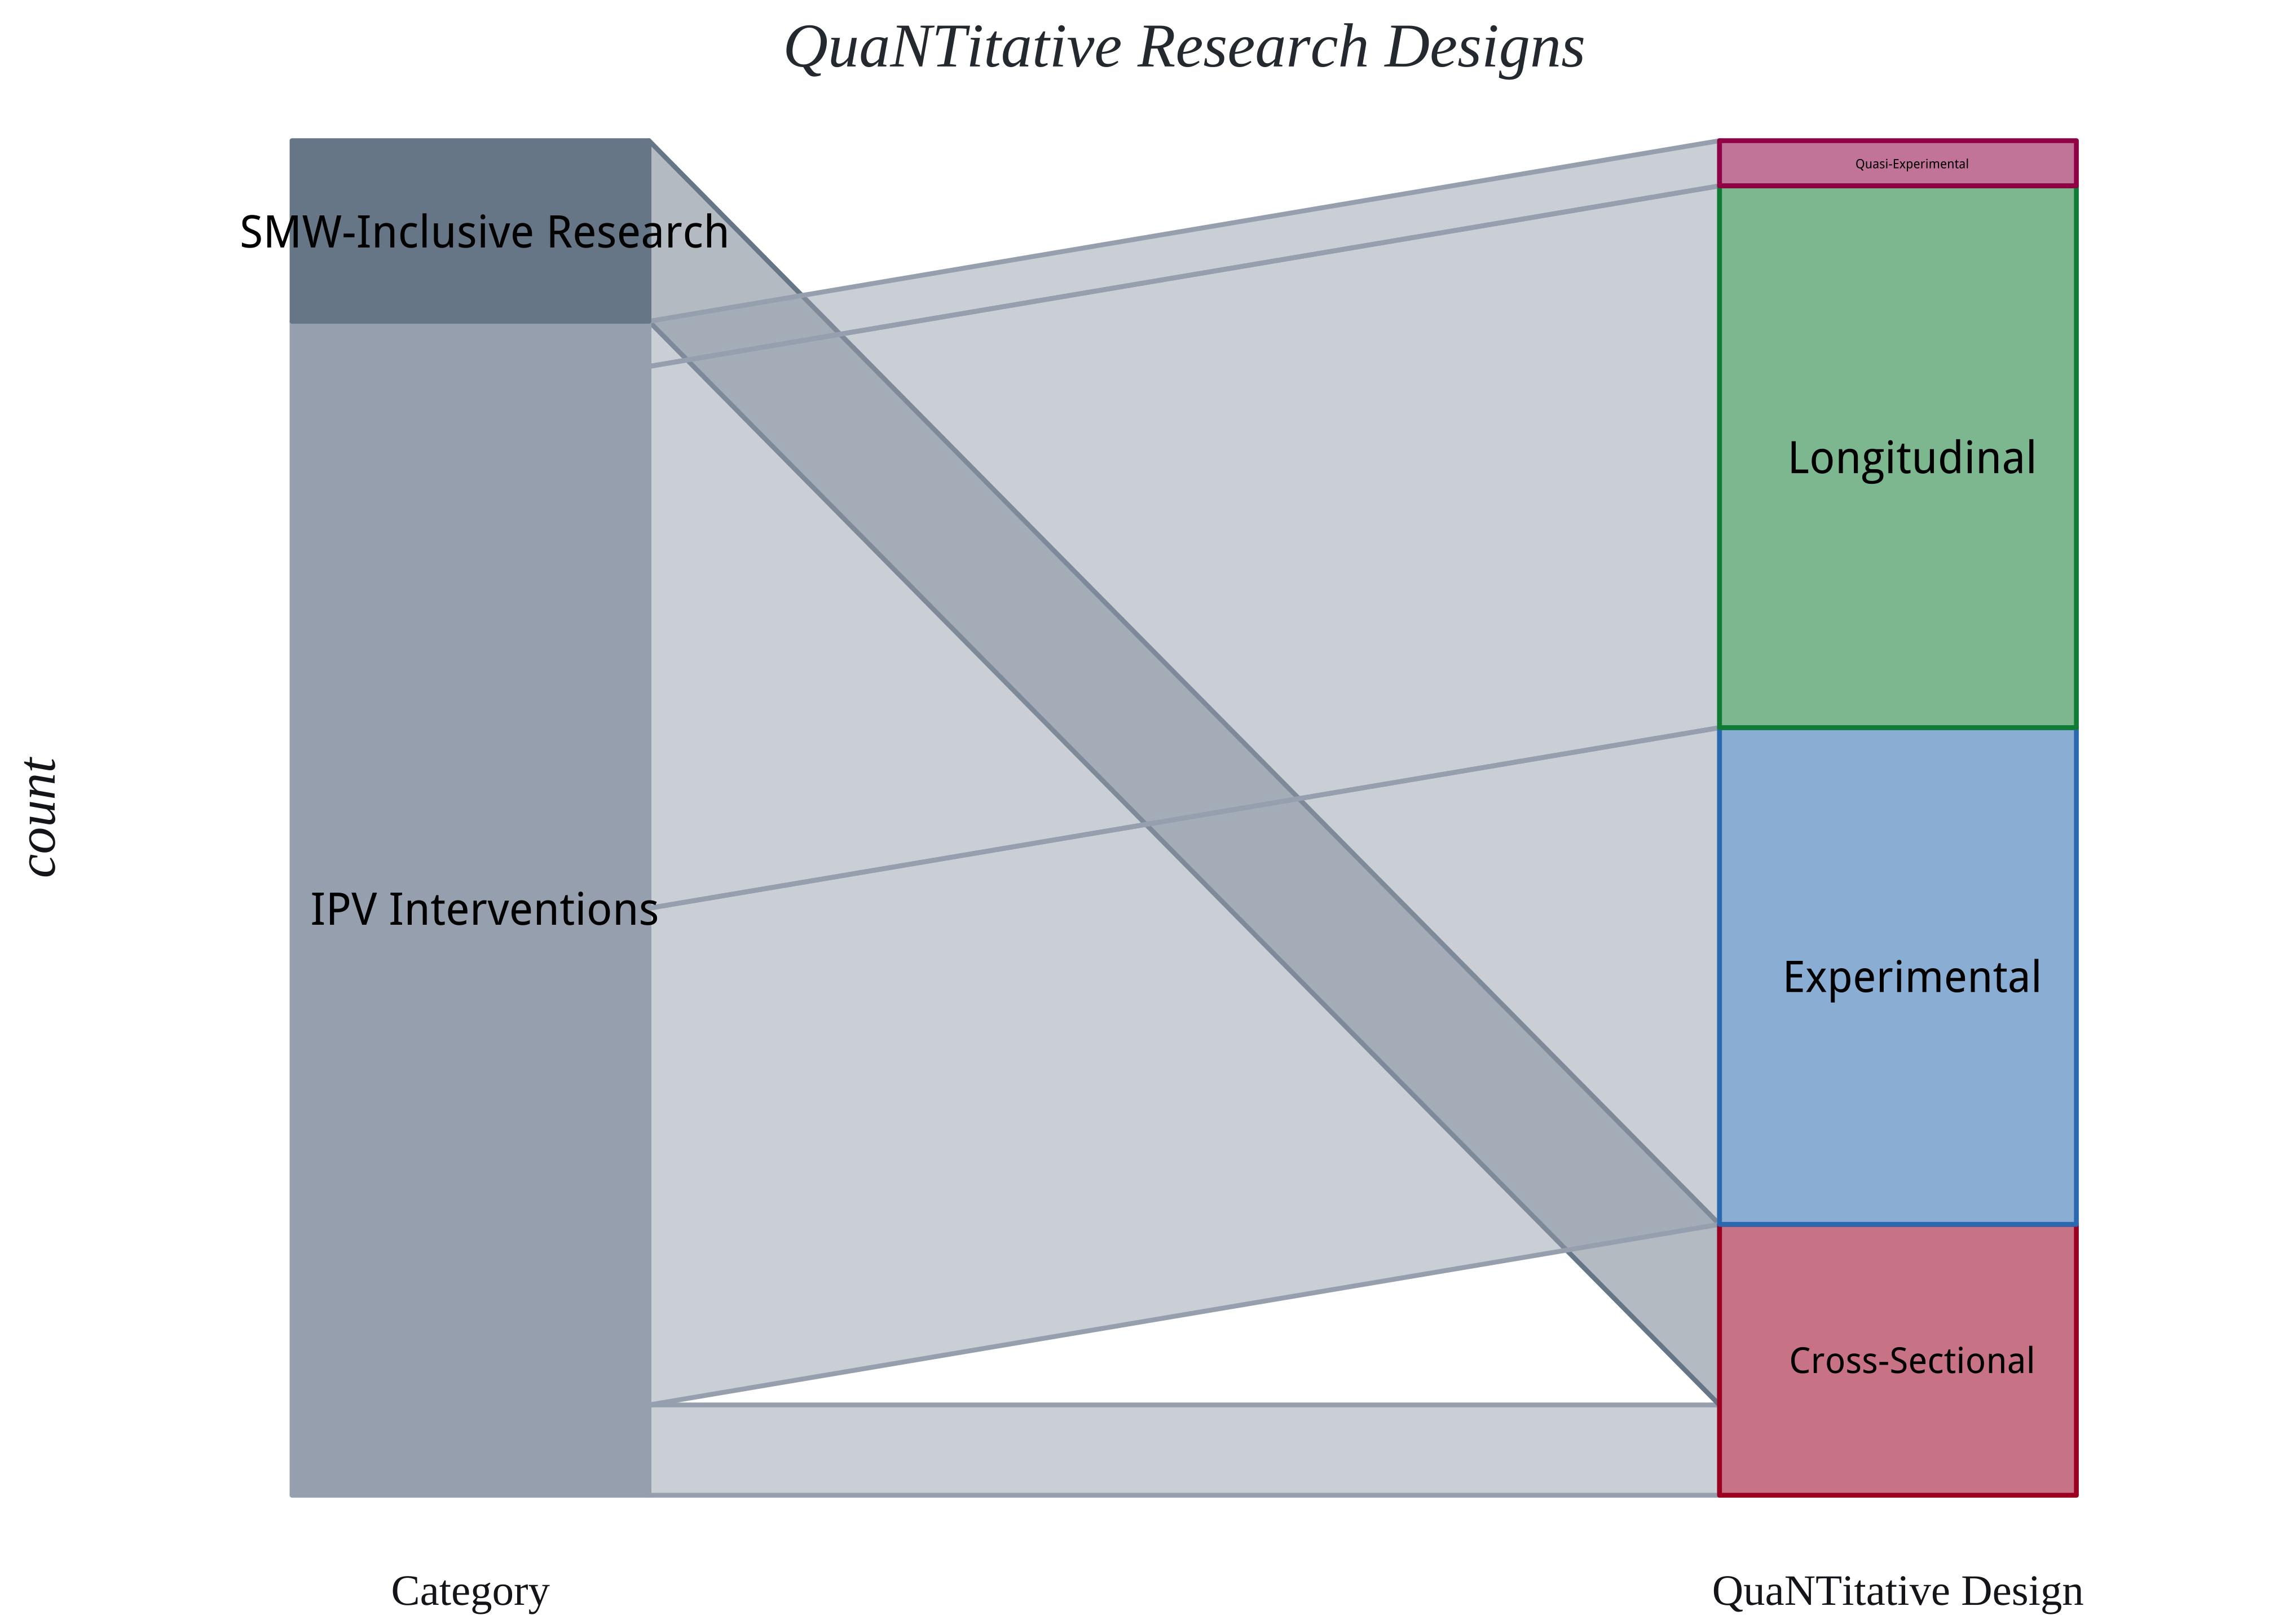 QuaNTitative Research Designs
Quasi-Experimental
SMW-Inclusive Research
Longitudinal
count
IPV Interventions
Experimental
Cross-Sectional
Category
QuaNTitative Design